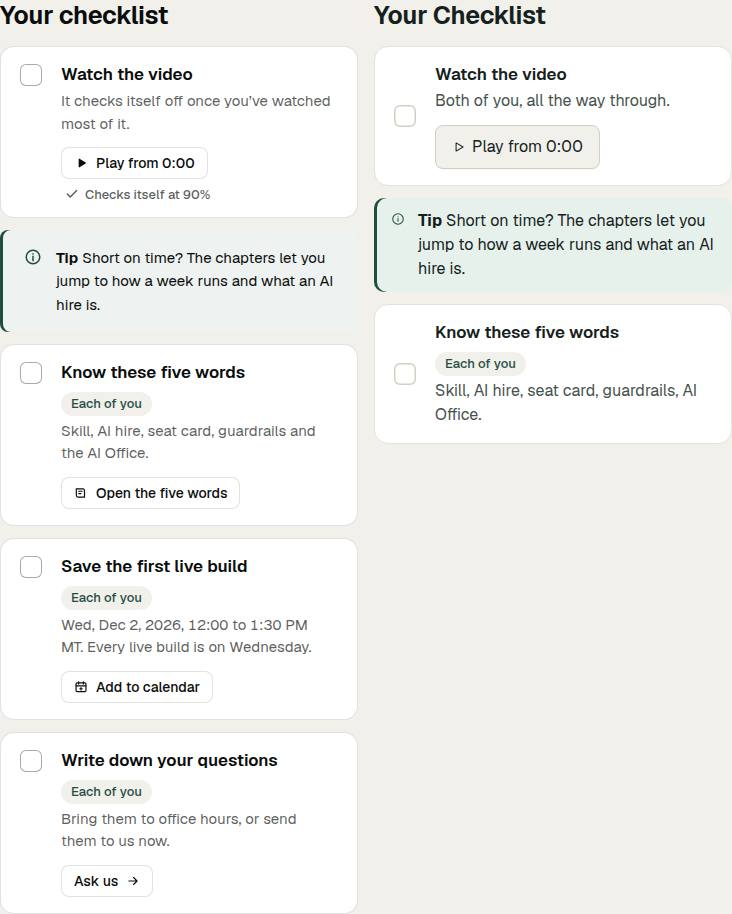 Your checklist
Watch the video
It checks itself off once you've watched
most of it.
Play from 0:00
Checks itself at 90%
Tip Short on time? The chapters let you
jump to how a week runs and what an AI
hire is.
Know these five words
Each of you
Skill, AI hire, seat card, guardrails and
the AI Office.
Open the five words
Save the first live build
Each of you
Wed, Dec 2, 2026, 12:00 to 1:30 PM
MT. Every live build is on Wednesday.
Add to calendar
Write down your questions
Each of you
Bring them to office hours, or send
them to us now.
Ask us →
Your Checklist
Watch the video
Both of you, all the way through.
Play from 0:00
Tip Short on time? The chapters let you
jump to how a week runs and what an AI
hire is.
Know these five words
Each of you
Skill, AI hire, seat card, guardrails, AI
Office.